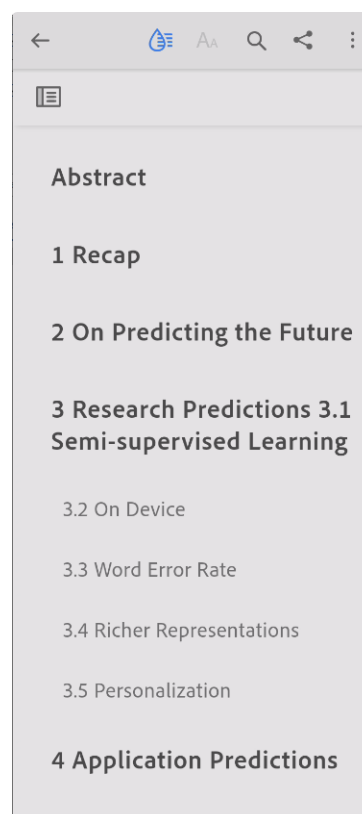 AA
Abstract
1 Recap
2 On Predicting the Future
3 Research Predictions 3.1
Semi-supervised Learning
3.2 On Device
3.3 Word Error Rate
3.4 Richer Representations
3.5 Personalization
4 Application Predictions